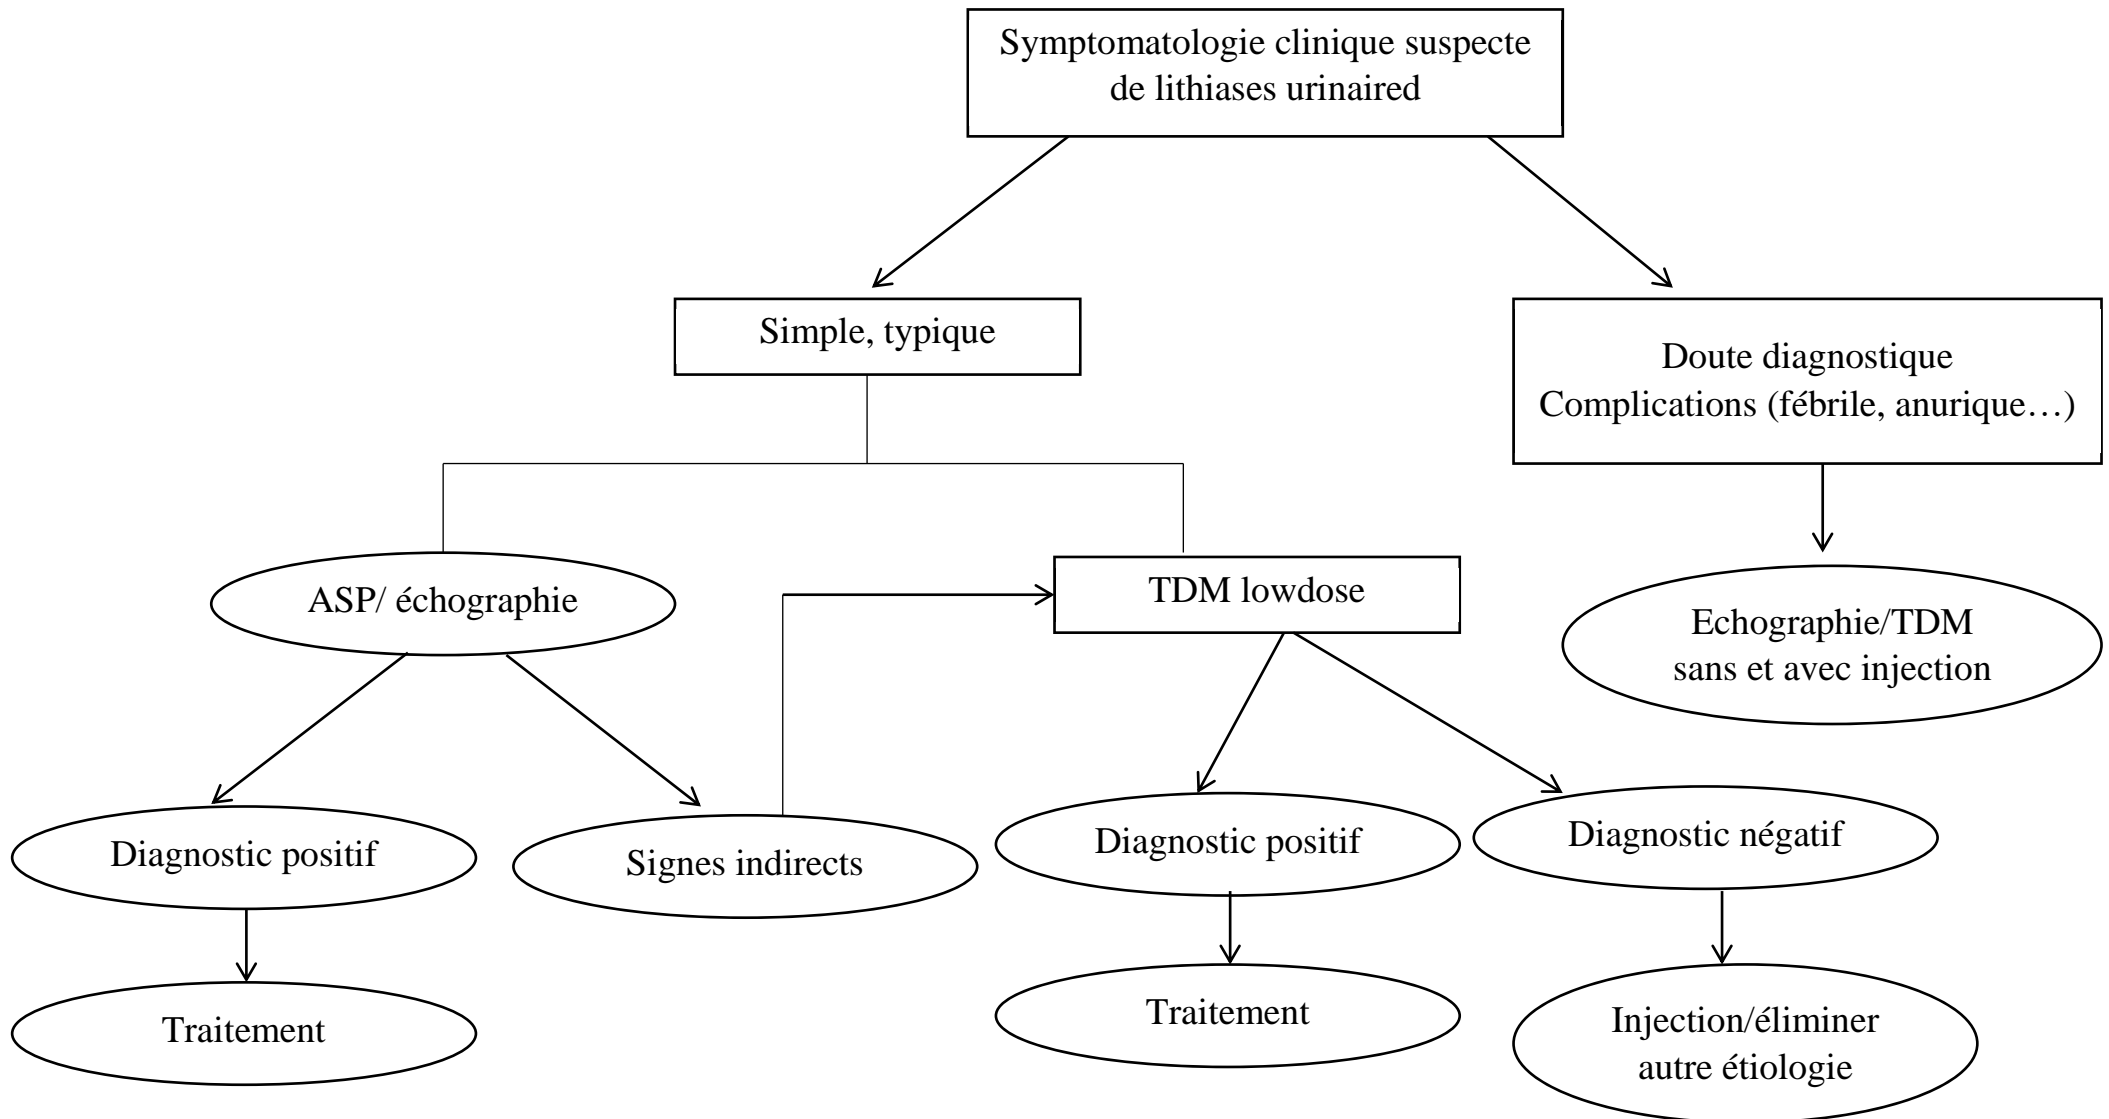 Symptomatologie clinique suspecte
de lithiases urinaired
Simple, typique
Doute diagnostique
Complications (fébrile, anurique…)
ASP/ échographie
TDM lowdose
Echographie/TDM
sans et avec injection
Diagnostic positif
Signes indirects
Diagnostic positif
Diagnostic négatif
Traitement
Traitement
Injection/éliminer
autre étiologie